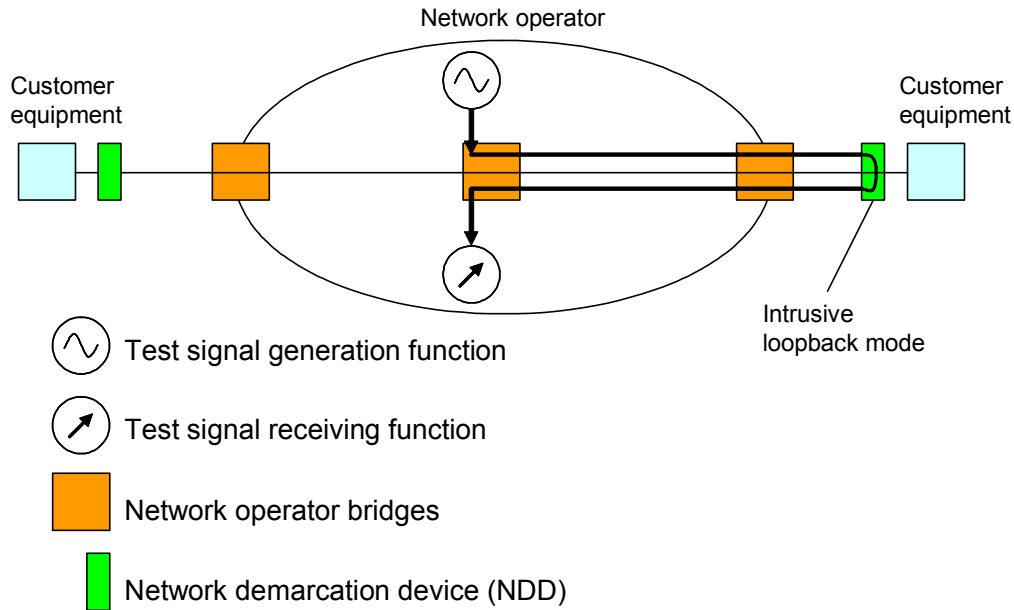 Network operator
Customer
equipment
Customer
equipment
Intrusive
loopback mode
Test signal generation function
Test signal receiving function
Network operator bridges
Network demarcation device (NDD)